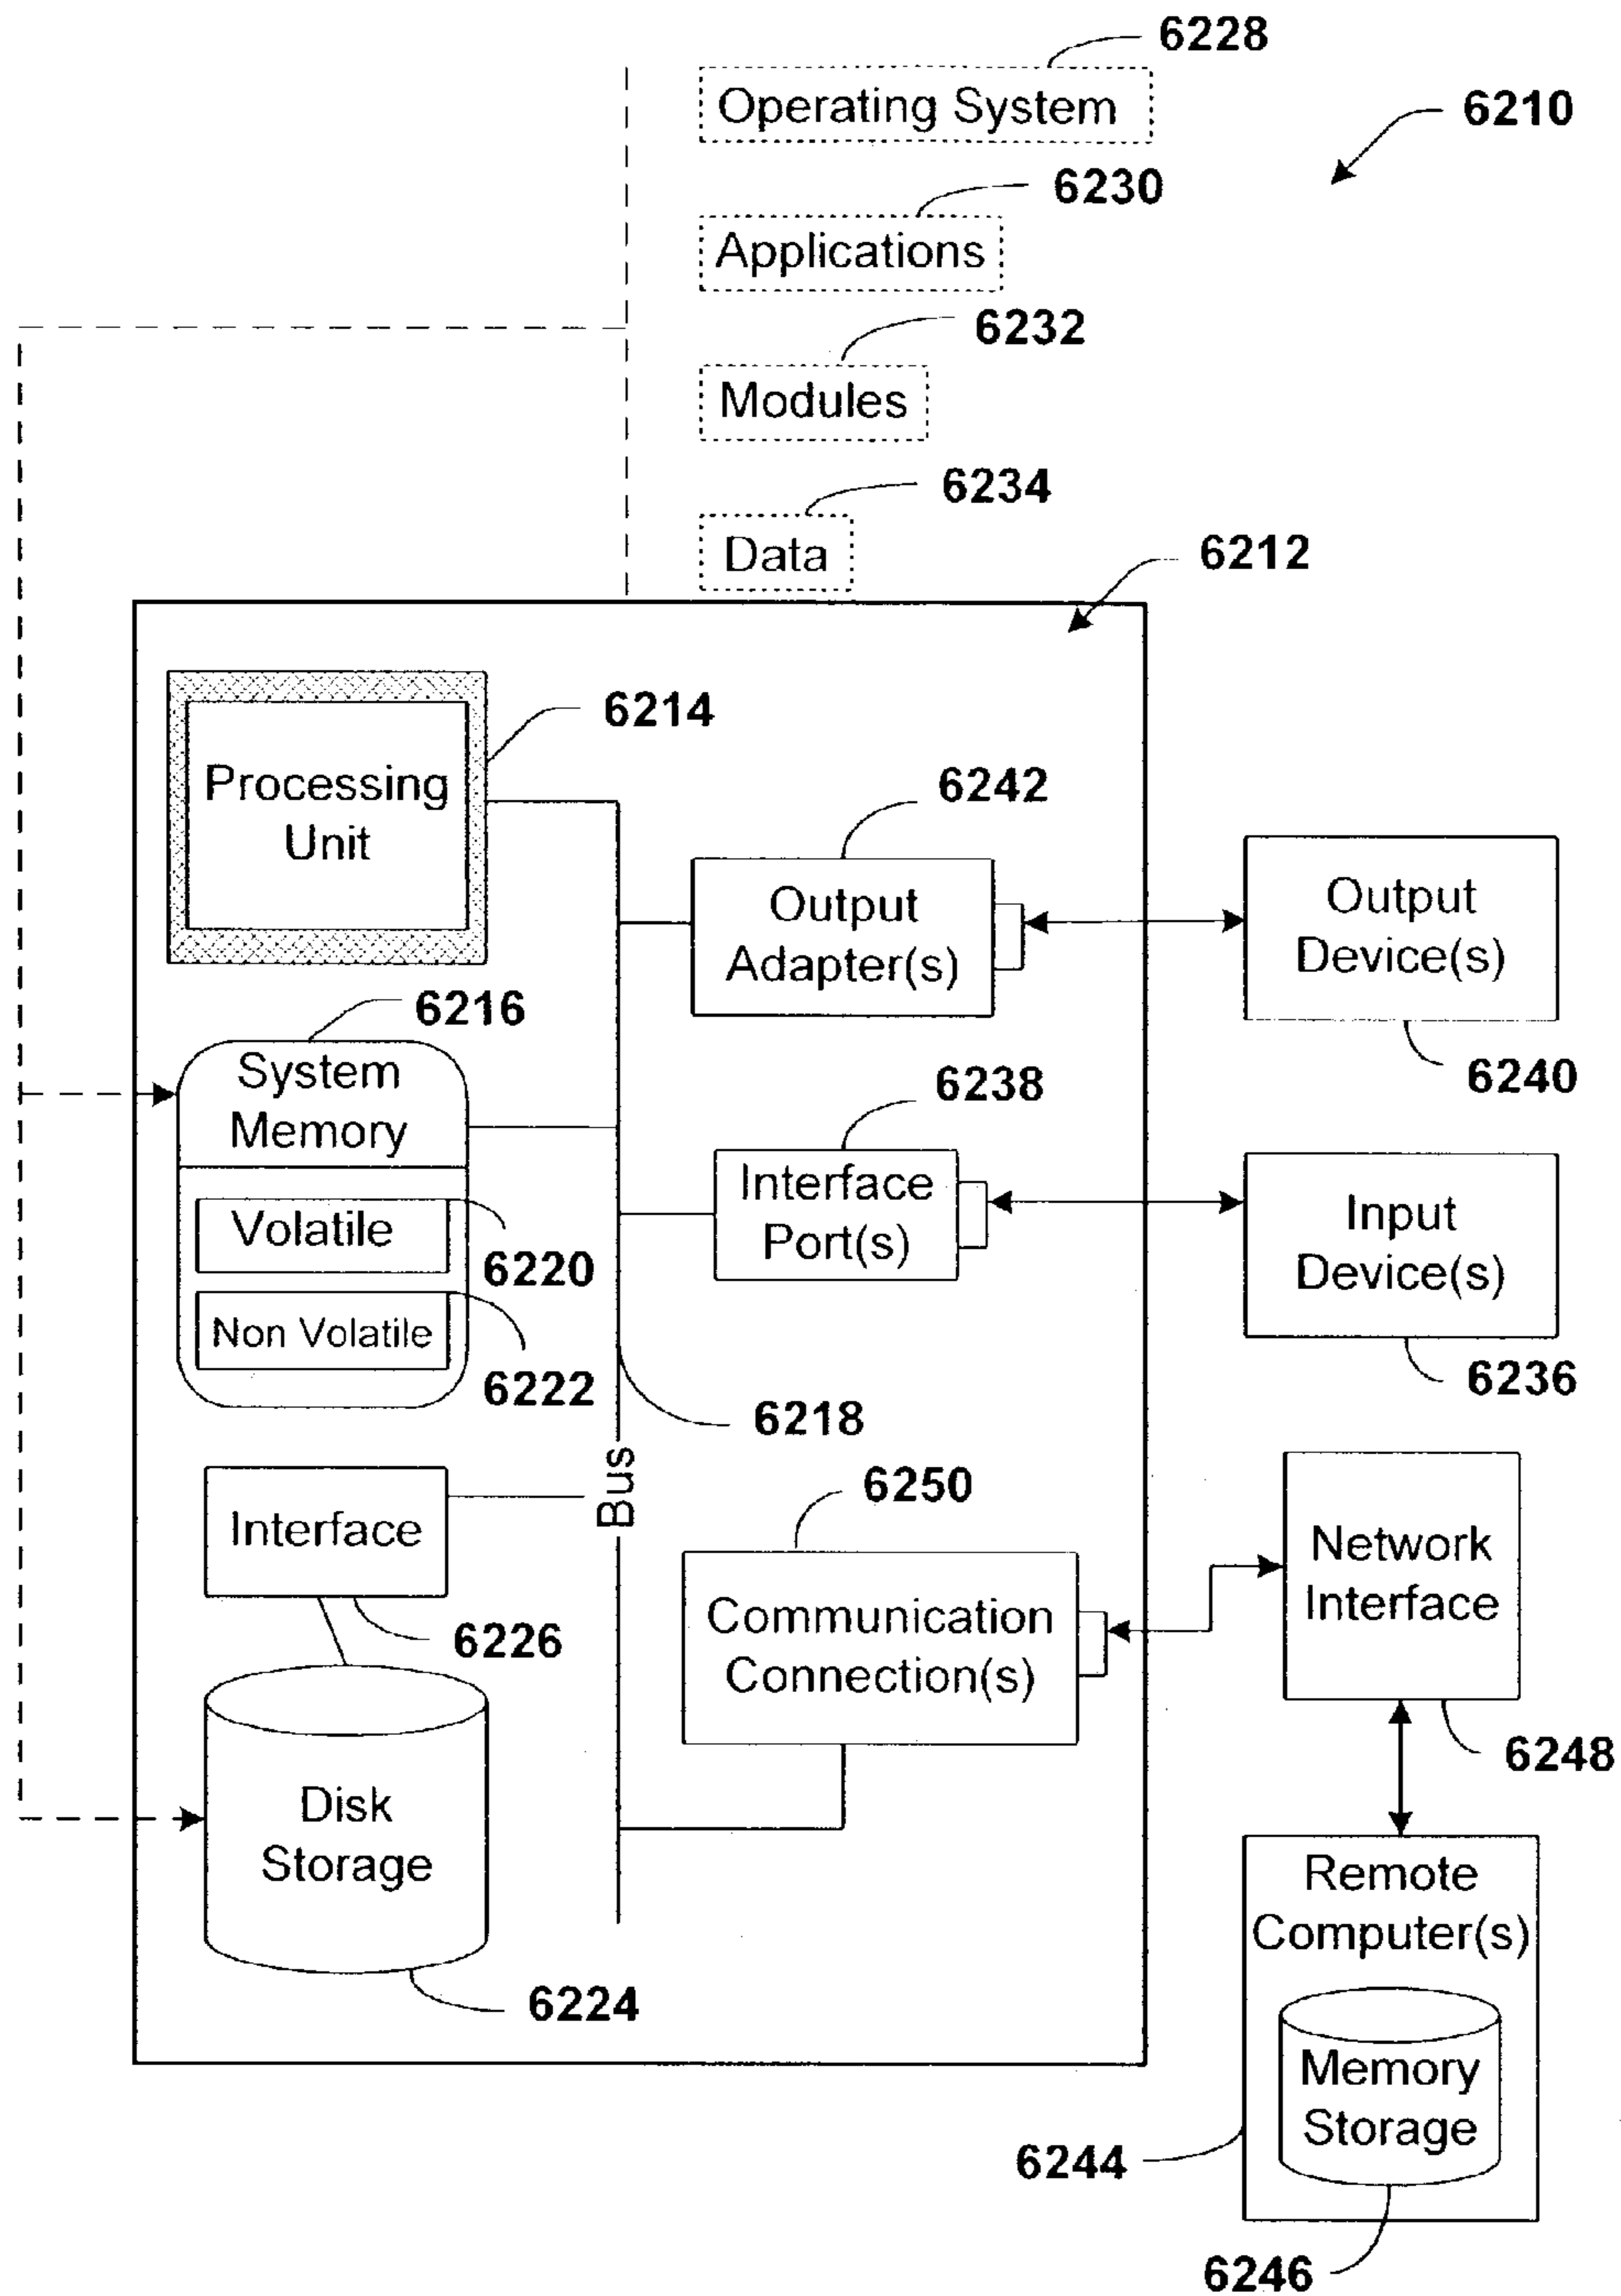 6228
Operating System
6210
6230
Applications
6232
Modules
6234
Data
6212
6214
Processing
Unit
6242
Output
Adapter(s)
Output
Device(s)
6240
6216
System
Memory
Volatile
6220
Non Volatile
6222
6238
Interface
Port(s)
Input
Device(s)
6236
6218
Bus
Interface
6226
6250
Communication
Connection(s)
Network
Interface
6248
Disk
Storage
6224
Remote
Computer(s)
Memory
Storage
6244
6246